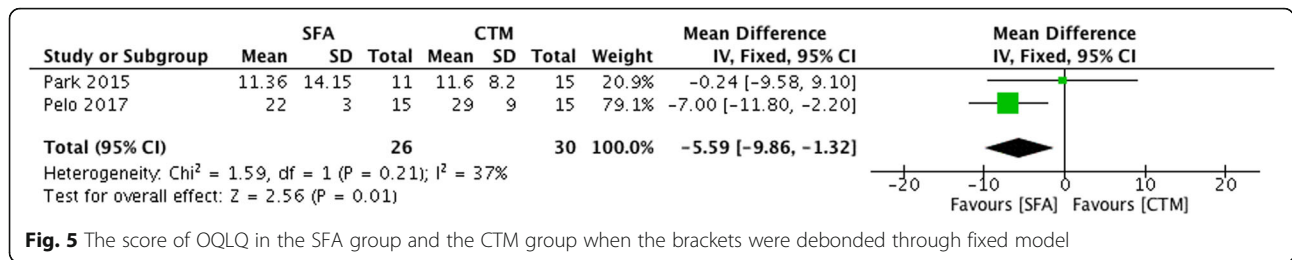 SFA CTM Mean Difference Mean Difference
Study or Subgroup Mean SD Total Mean SD Total Weight IV, Fixed, 95% CI IV, Fixed, 95% CI
Park 2015 11.36 14.15 11 11.6 8.2 15 20.9% -0.24 [-9.58, 9.10]
Pelo 2017 22 3 15 29 9 15 79.1% -7.00 [-11.80, -2.20]
Total (95% CI) 26 30 100.0% -5.59 [-9.86, -1.32]
Heterogeneity: Chi² = 1.59, df = 1 (P = 0.21); I² = 37%
Test for overall effect: Z = 2.56 (P = 0.01)
-20 -10 0 10 20
Favours [SFA] Favours [CTM]
Fig. 5 The score of OQLQ in the SFA group and the CTM group when the brackets were debonded through fixed model